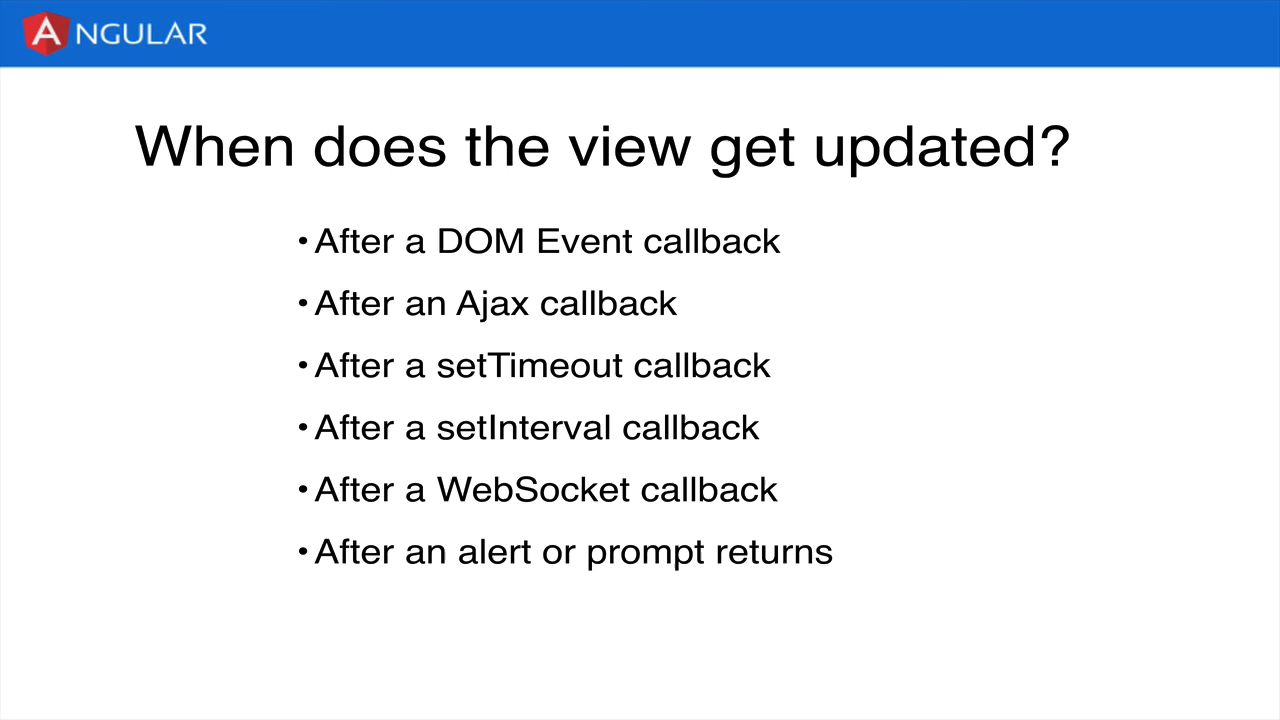 ANGULAR
When does the view get updated?
• After a DOM Event callback
• After an Ajax callback
• After a setTimeout callback
• After a setInterval callback
• After a WebSocket callback
• After an alert or prompt returns